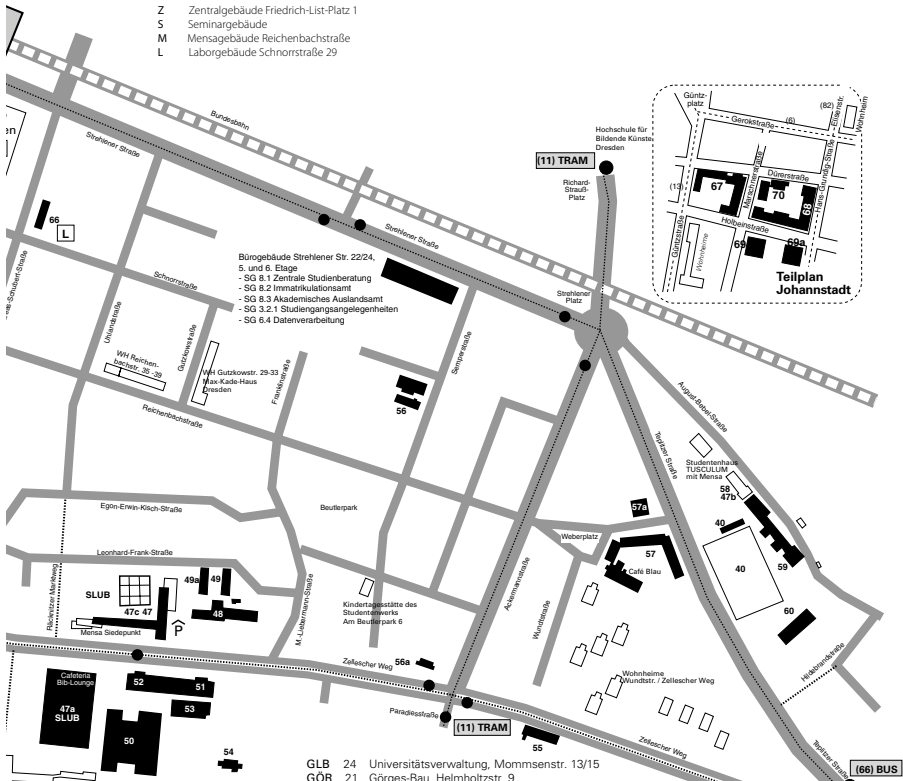 Z Zentralgebäude Friedrich-List-Platz 1
S Seminargebäude
M Mensagebäude Reichenbachstraße
L Laborgebäude Schnorrstraße 29
Bundesbahn
Strehlener Straße
66
L
Schnorrstraße
Uhlandstraße
Gutzkowstraße
WH Reichen-
bachstr. 35 -39
WH Gutzkowstr. 29-33
Max-Kade-Haus
Dresden
Franklinstraße
Reichenbachstraße
Bürogebäude Strehlener Str. 22/24,
5. und 6. Etage
- SG 8.1 Zentrale Studienberatung
- SG 8.2 Immatrikulationsamt
- SG 8.3 Akademisches Auslandsamt
- SG 3.2.1 Studiengangsangelegenheiten
- SG 6.4 Datenverarbeitung
Strehlener Straße
Semperstraße
56
Hochschule für
Bildende Künste
Dresden
(11) TRAM
Richard-
Strauß-
Platz
Strehlener
Platz
Güntz-
platz
Gerokstraße
(6)
(82)
Elisenstr.
Wohnheim
Dürerstraße
Marschnerstraße
Hans-Grundig-Straße
(13)
67
70
68
Holbeinstraße
Güntzstraße
Wohnheime
69
69a
Teilplan
Johannstadt
August-Bebel-Straße
Teplitzer Straße
Studentenhaus
TUSCULUM
mit Mensa
58
47b
40
40
59
60
57a
Weberplatz
57
Café Blau
Wundtstraße
Ackermannstraße
Hildebrandstraße
Beutlerpark
Egon-Erwin-Kisch-Straße
Leonhard-Frank-Straße
Räcknitzer Marktweg
M.-Liebermann-Straße
SLUB
49a
49
47c 47
48
P
Mensa Siedepunkt
Kindertagesstätte des
Studentenwerks
Am Beutlerpark 6
Zellescher Weg
56a
Paradiesstraße
(11) TRAM
Wohnheime
Wundtstr. / Zellescher Weg
Cafeteria
Bib-Lounge
47a
SLUB
52
51
53
50
54
55
Zellescher Weg
Teplitzer Straße
(66) BUS
GLB 24 Universitätsverwaltung, Mommsenstr. 13/15
GÖR 21 Görges-Bau, Helmholtzstr. 9